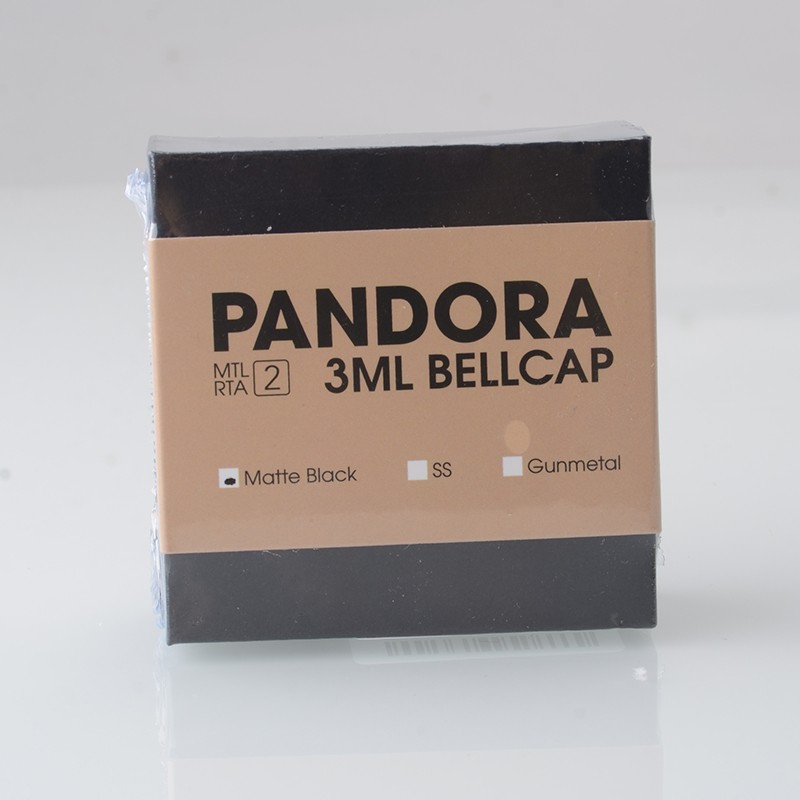 PANDORA
MTL RTA 2 3ML BELLCAP
Matte Black SS Gunmetal